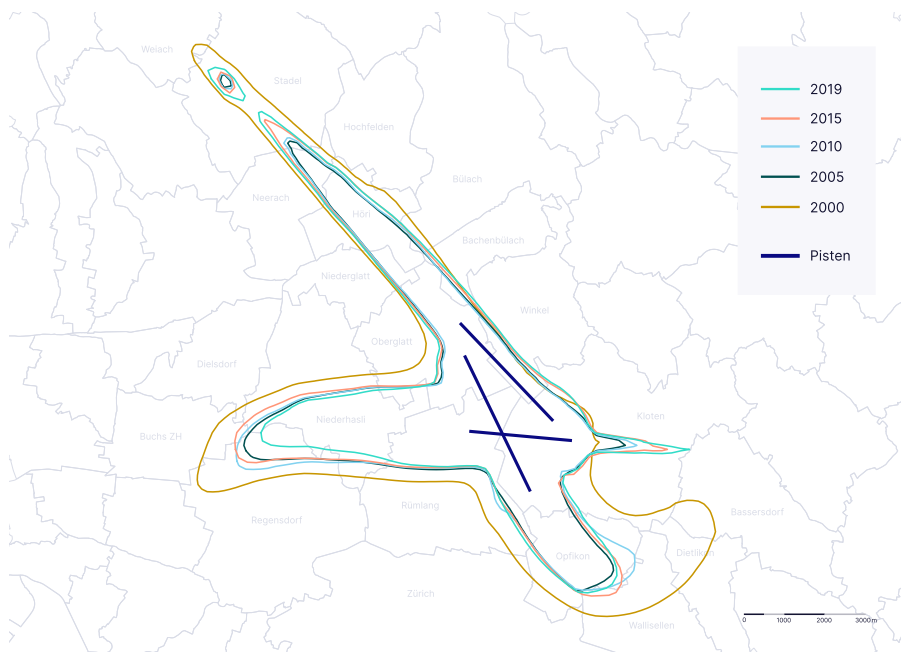 Weiach
Stadel
2019
2015
Hochfelden
2010
2005
Bülach
Neerach
2000
Höri
Bachenbülach
Pisten
Niederglatt
Winkel
Oberglatt
Dielsdorf
Kloten
Niederhasli
Buchs ZH
Rümlang
Bassersdorf
Regensdorf
Opfikon
Dietlikon
Zürich
Wallisellen
0 1000 2000 3000 m